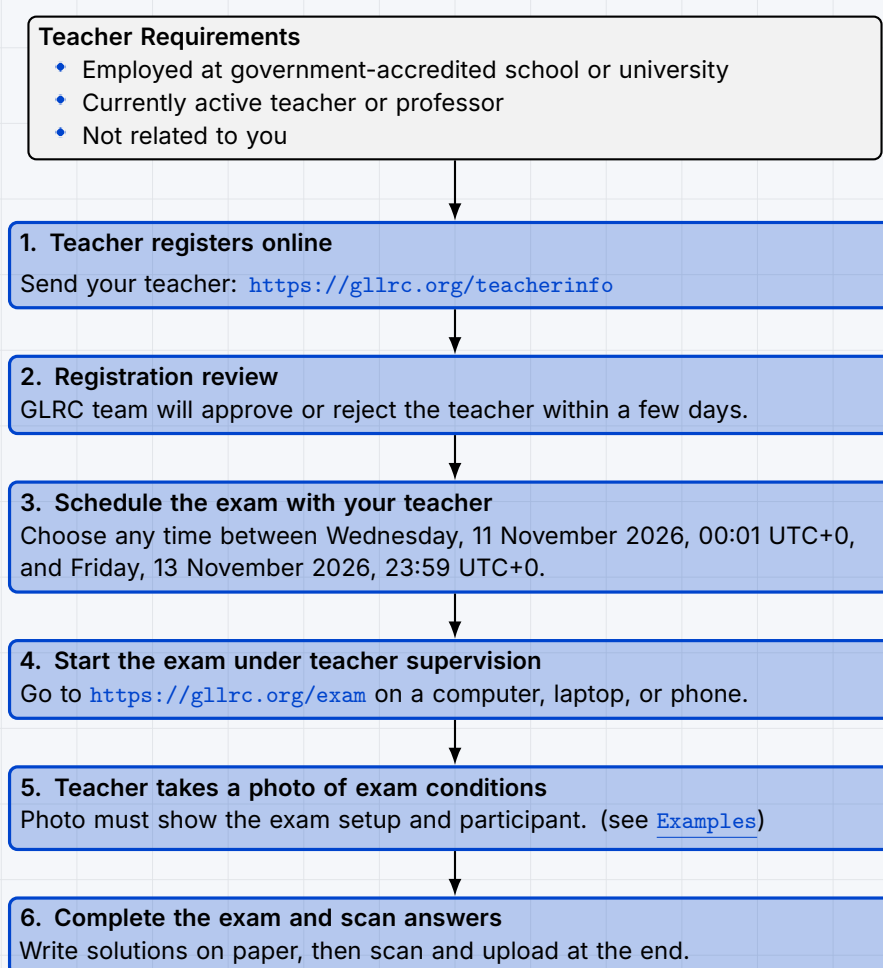 Teacher Requirements
Employed at government-accredited school or university
Currently active teacher or professor
Not related to you
1. Teacher registers online
Send your teacher: https://gllrc.org/teacherinfo
2. Registration review
GLRC team will approve or reject the teacher within a few days.
3. Schedule the exam with your teacher
Choose any time between Wednesday, 11 November 2026, 00:01 UTC+0,
and Friday, 13 November 2026, 23:59 UTC+0.
4. Start the exam under teacher supervision
Go to https://gllrc.org/exam on a computer, laptop, or phone.
5. Teacher takes a photo of exam conditions
Photo must show the exam setup and participant. (see Examples)
6. Complete the exam and scan answers
Write solutions on paper, then scan and upload at the end.